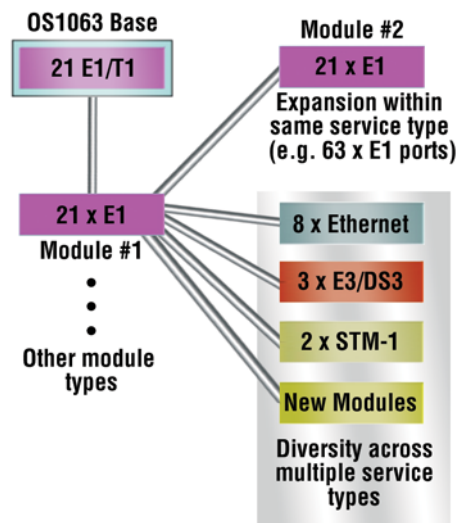 OS1063 Base
21 E1/T1
Module #2
21 x E1
Expansion within
same service type
(e.g. 63 x E1 ports)
21 x E1
Module #1
Other module
types
8 x Ethernet
3 x E3/DS3
2 x STM-1
New Modules
Diversity across
multiple service
types